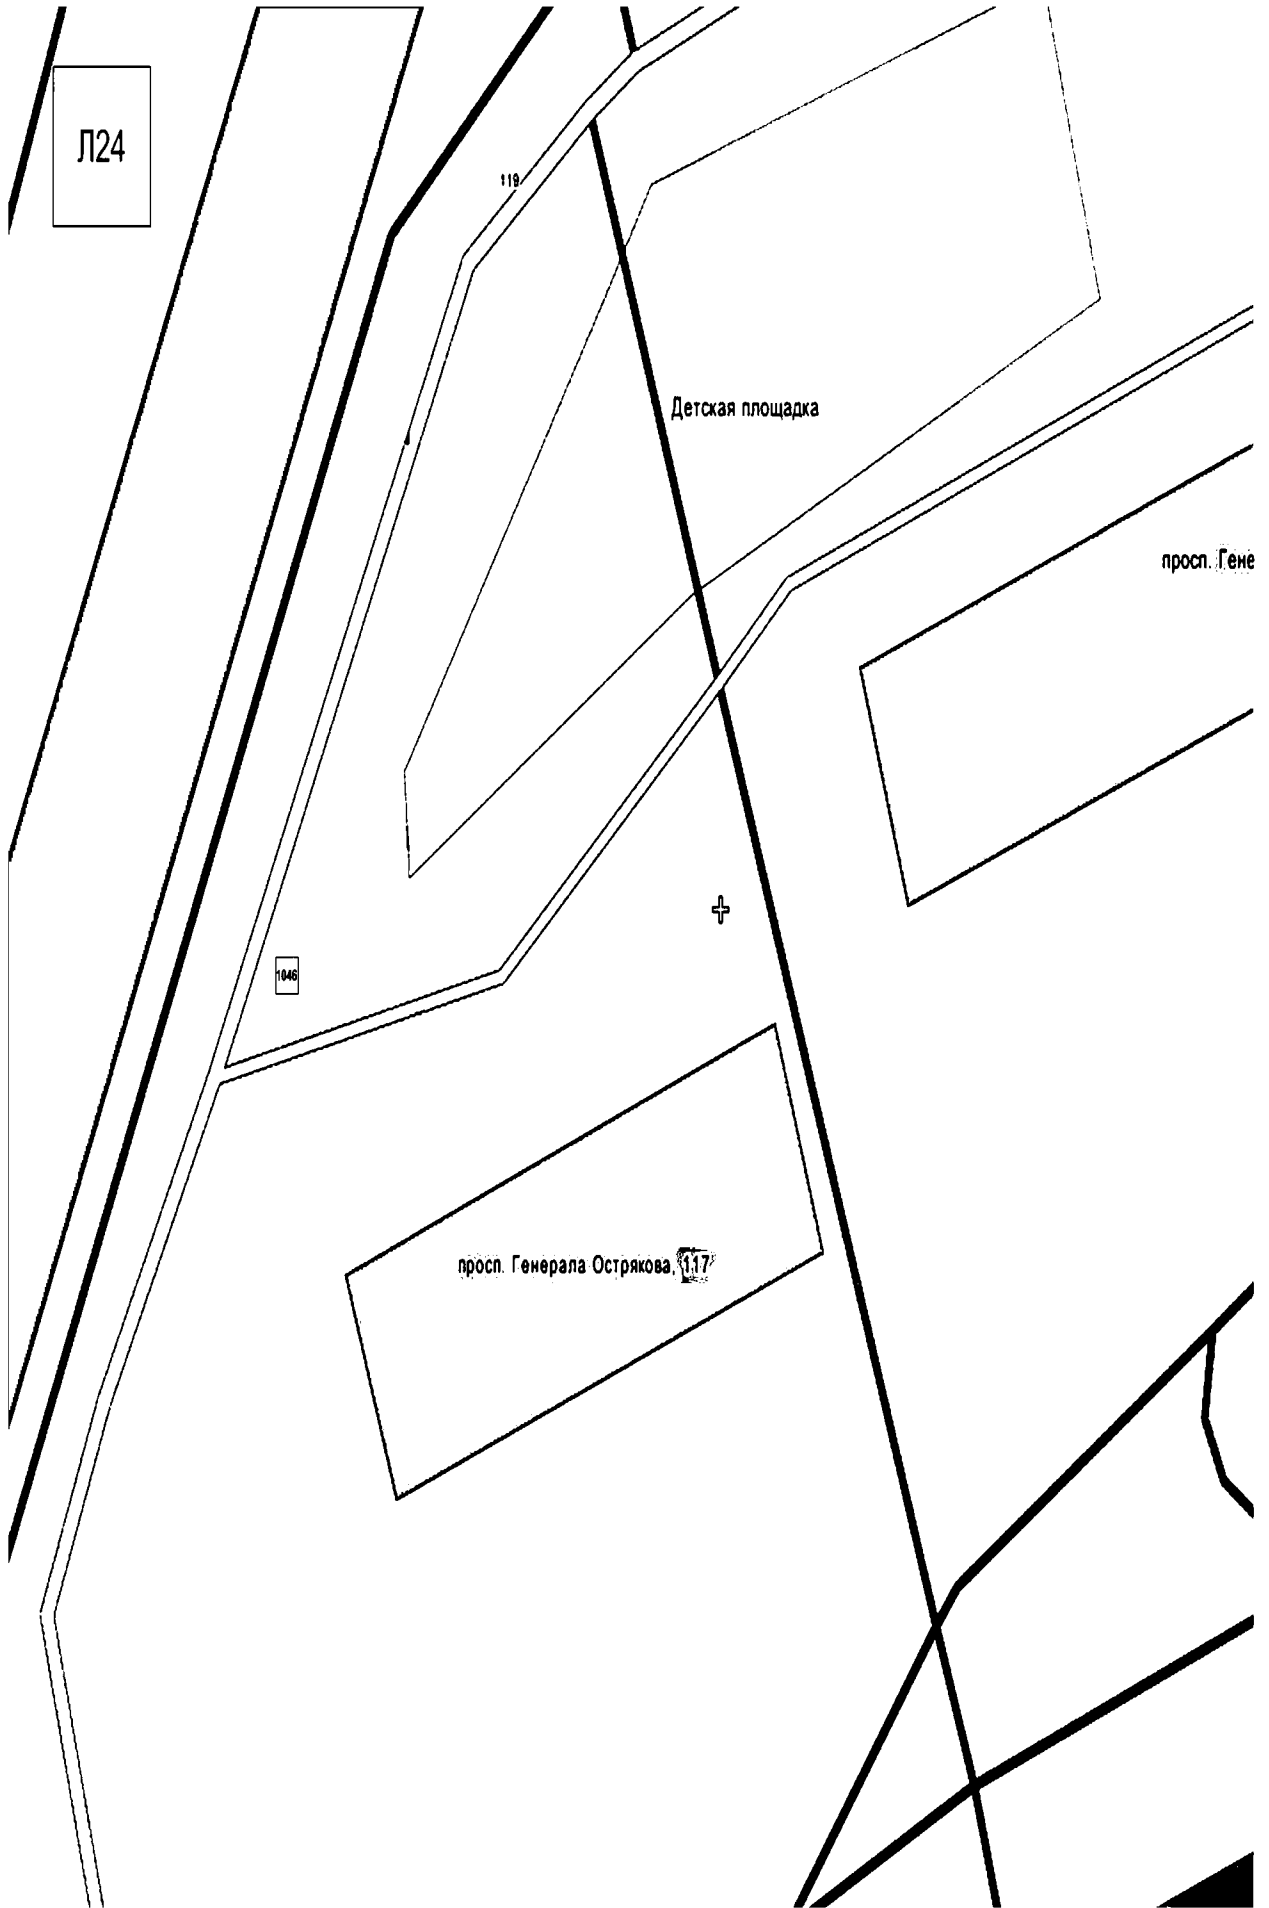 Л24
119
Детская площадка
просп. Гене
1046
просп. Генерала Острякова, 117